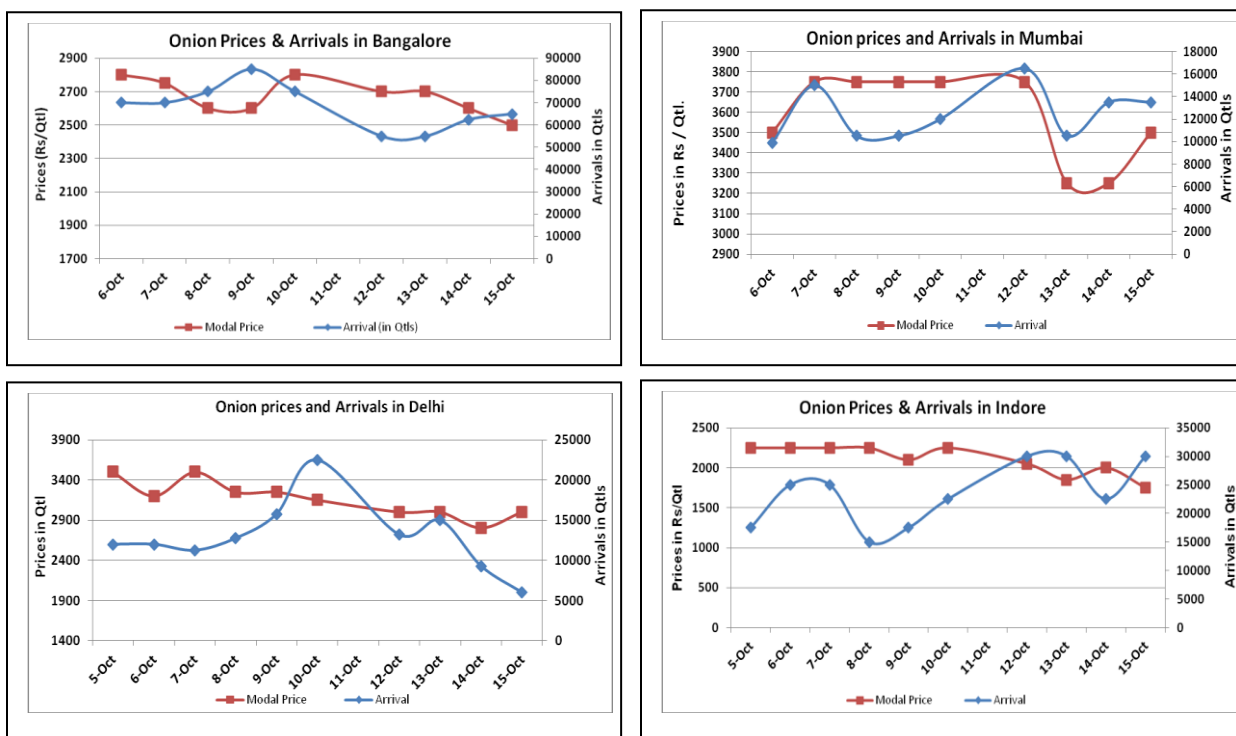 Onion Prices & Arrivals in Bangalore
Prices (Rs/Qtl)
2900
2700
2500
2300
2100
1900
1700
90000
80000
70000
60000
50000
40000
30000
20000
10000
0
Arrivals in Qtls
6-Oct
7-Oct
8-Oct
9-Oct
10-Oct
11-Oct
12-Oct
13-Oct
14-Oct
15-Oct
Modal Price
Arrival (in Qtls)
Onion prices and Arrivals in Mumbai
Prices in Rs / Qtl.
3900
3800
3700
3600
3500
3400
3300
3200
3100
3000
2900
18000
16000
14000
12000
10000
8000
6000
4000
2000
0
Arrivals in Qtls
6-Oct
7-Oct
8-Oct
9-Oct
10-Oct
11-Oct
12-Oct
13-Oct
14-Oct
15-Oct
Modal Price
Arrival
Onion prices and Arrivals in Delhi
Prices in Qtl
3900
3400
2900
2400
1900
1400
25000
20000
15000
10000
5000
0
Arrivals in Qtls
5-Oct
6-Oct
7-Oct
8-Oct
9-Oct
10-Oct
11-Oct
12-Oct
13-Oct
14-Oct
15-Oct
Modal Price
Arrival
Onion Prices & Arrivals in Indore
Prices in Rs/Qtl
2500
2000
1500
1000
500
0
35000
30000
25000
20000
15000
10000
5000
0
Arrivals in Qtls
5-Oct
6-Oct
7-Oct
8-Oct
9-Oct
10-Oct
11-Oct
12-Oct
13-Oct
14-Oct
15-Oct
Modal Price
Arrival